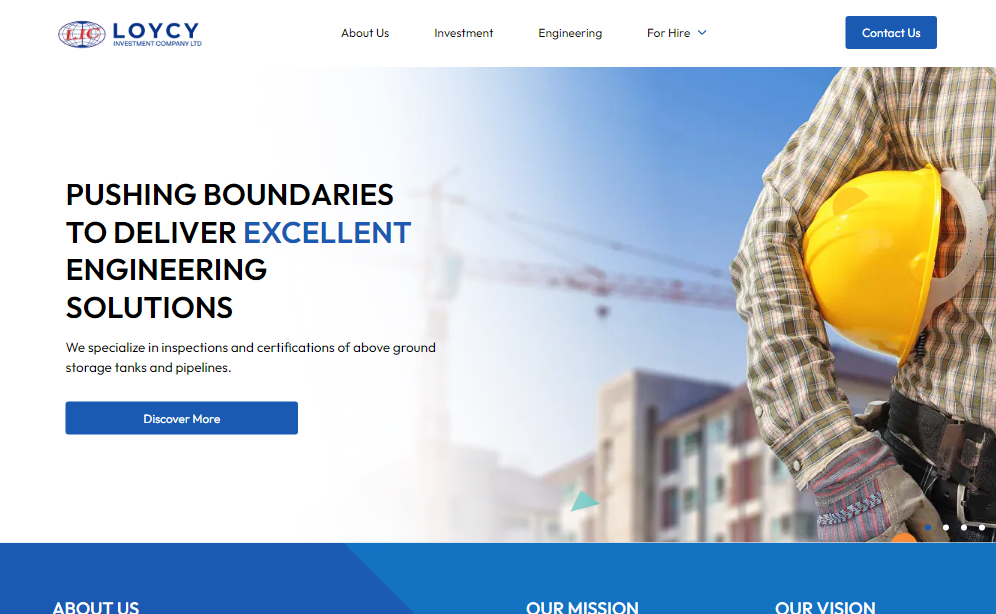 LIC LOYCY
INVESTMENT COMPANY LTD
About Us
Investment
Engineering
For Hire
Contact Us
PUSHING BOUNDARIES
TO DELIVER EXCELLENT
ENGINEERING
SOLUTIONS
We specialize in inspections and certifications of above ground
storage tanks and pipelines.
Discover More
ABOUT US
OUR MISSION
OUR VISION